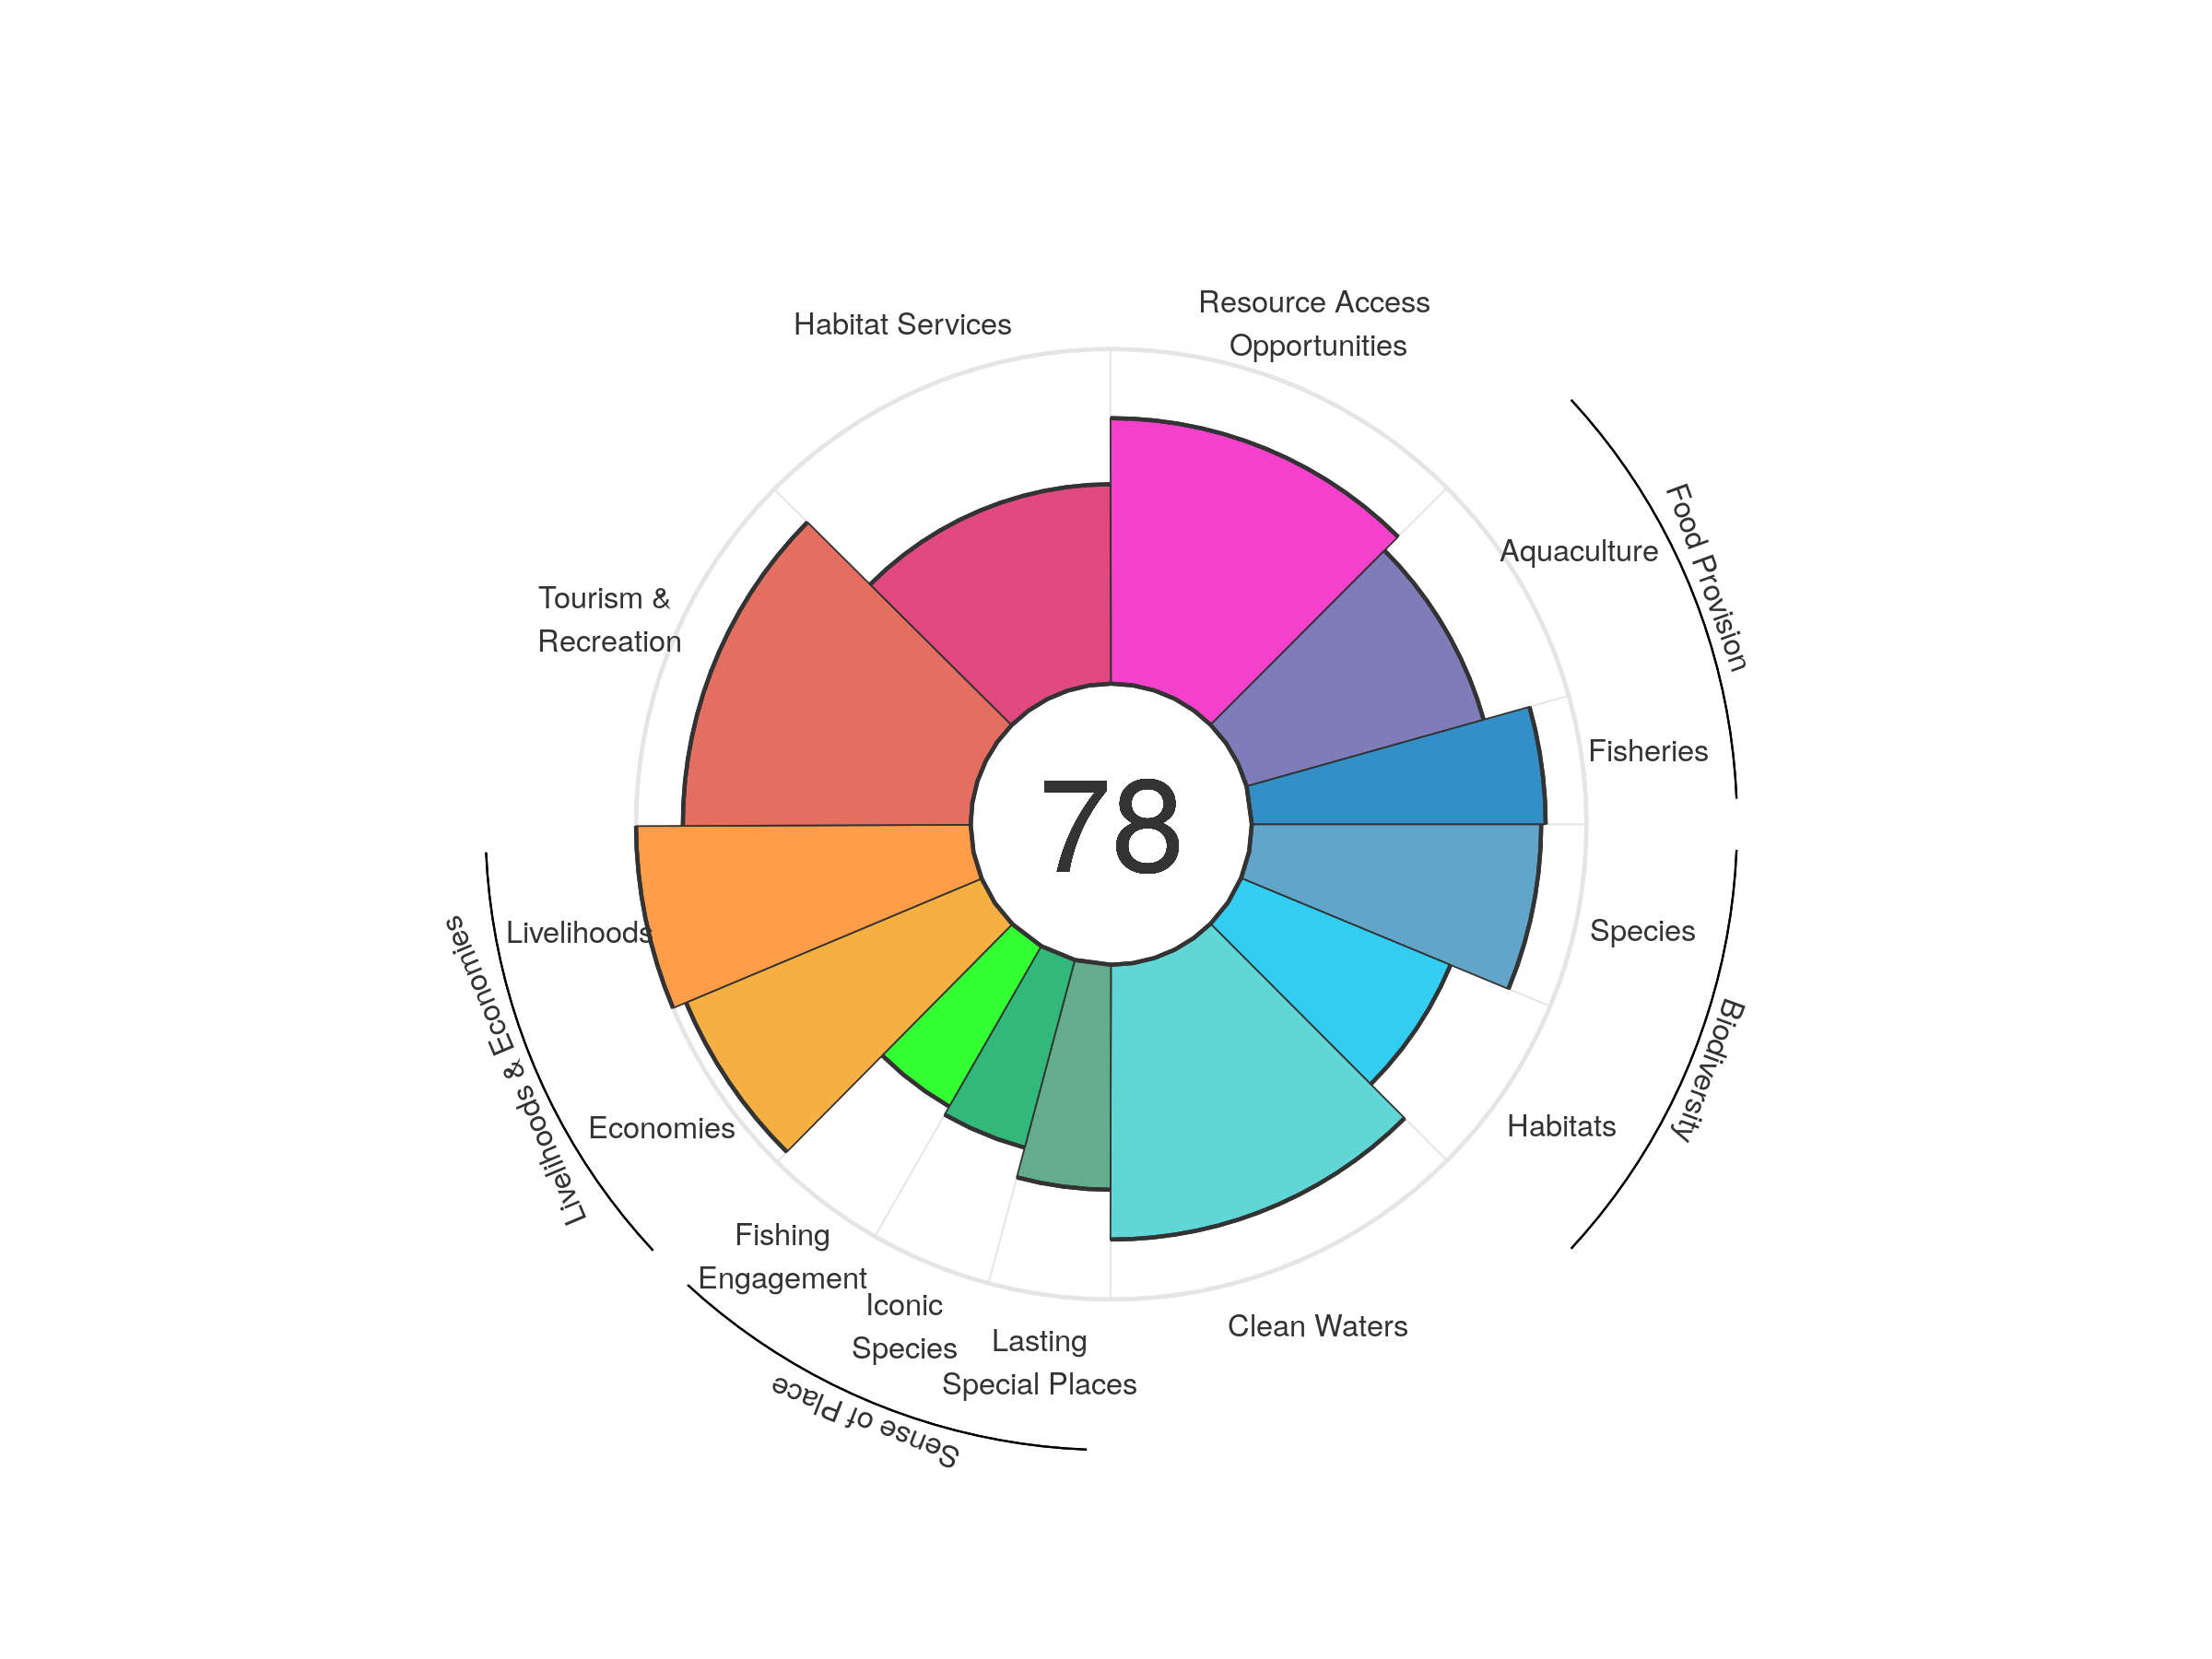 Resource Access
Opportunities
Habitat Services
Food Provision
Aquaculture
Tourism &
Recreation
Fisheries
78
Livelihoods
Species
Livelihoods & Economies
Biodiversity
Economies
Habitats
Fishing
Engagement
Iconic
Species
Lasting
Special Places
Clean Waters
Sense of Place